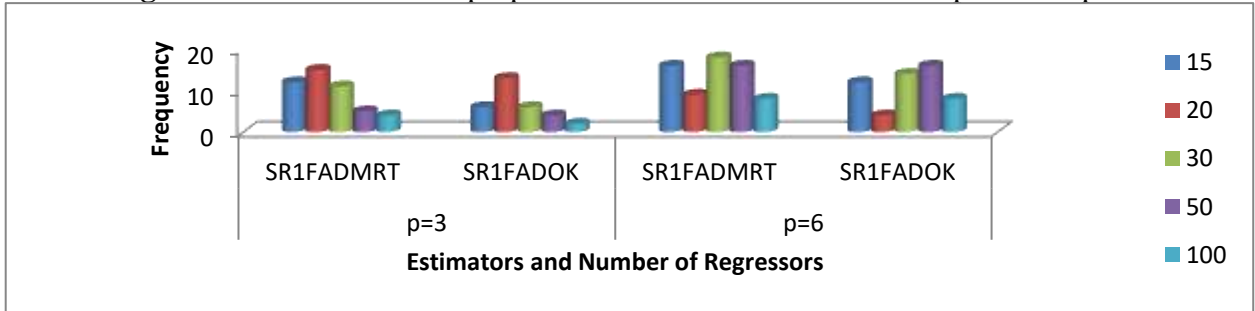 Frequency
20
10
0
SR1FADMRT SR1FADOK SR1FADMRT SR1FADOK
p=3 p=6
Estimators and Number of Regressors
15
20
30
50
100